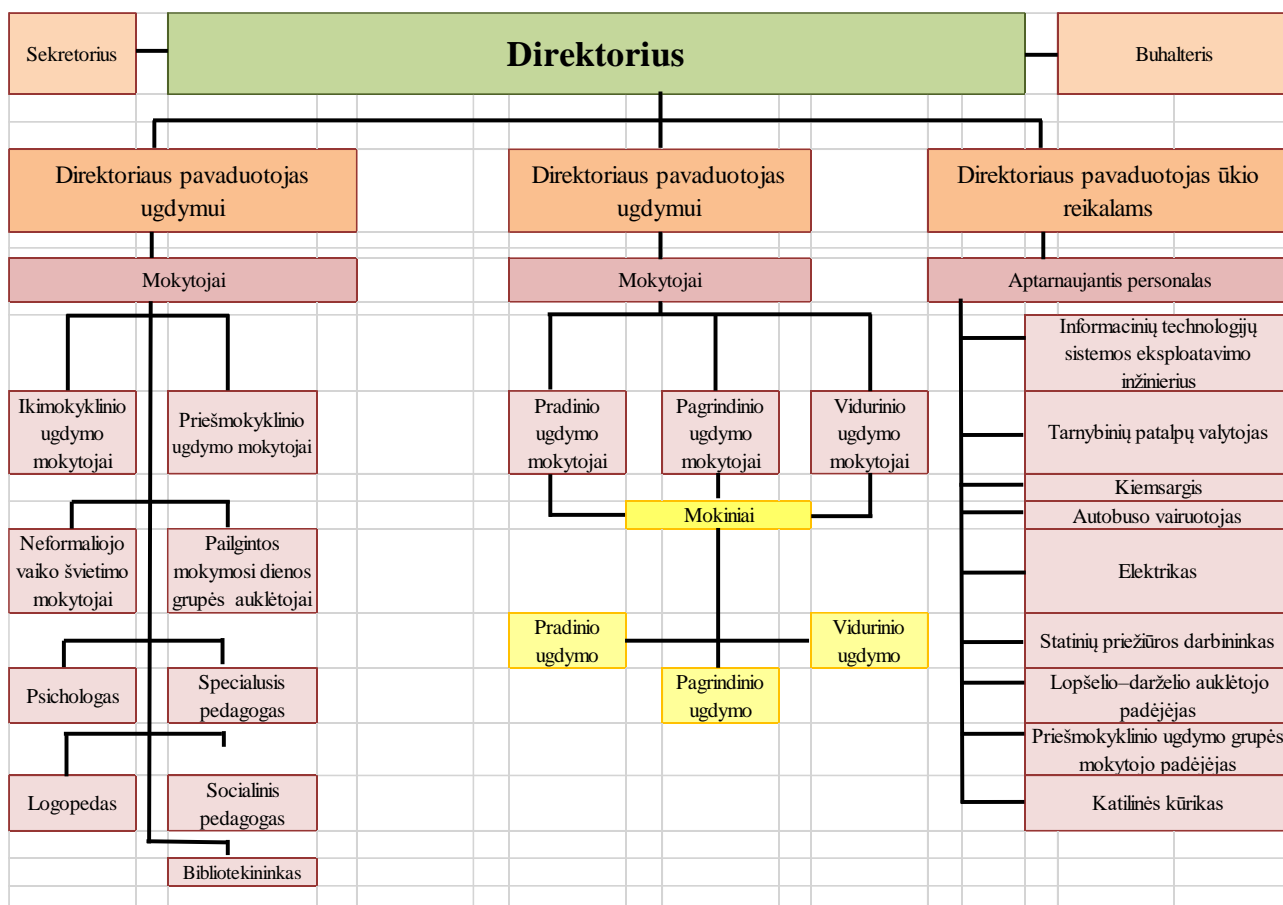 Sekretorius
Direktorius
Buhalteris
Direktoriaus pavaduotojas
ugdymui
Direktoriaus pavaduotojas
ugdymui
Direktoriaus pavaduotojas ūkio
reikalams
Mokytojai
Mokytojai
Aptarnaujantis personalas
Ikimokyklinio
ugdymo
mokytojai
Priešmokyklinio
ugdymo mokytojai
Neformaliojo
vaiko švietimo
mokytojai
Pailgintos
mokymosi dienos
grupės auklėtojai
Psichologas
Specialusis
pedagogas
Logopedas
Socialinis
pedagogas
Bibliotekininkas
Pradinio
ugdymo
mokytojai
Pagrindinio
ugdymo
mokytojai
Vidurinio
ugdymo
mokytojai
Mokiniai
Pradinio
ugdymo
Vidurinio
ugdymo
Pagrindinio
ugdymo
Informacinių technologijų
sistemos eksploatavimo
inžinierius
Tarnybinių patalpų valytojas
Kiemsargis
Autobuso vairuotojas
Elektrikas
Statinių priežiūros darbininkas
Lopšelio–darželio auklėtojo
padėjėjas
Priešmokyklinio ugdymo grupės
mokytojo padėjėjas
Katilinės kūrikas